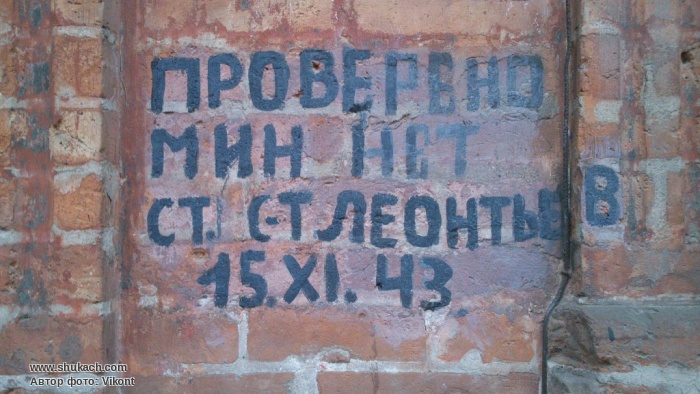 ПРОВЕРЕНО
МИН НЕТ
СТ. С-Т ЛЕОНТЬЕВ
15.XI.43
www.shukach.com
Автор фото: Vikont